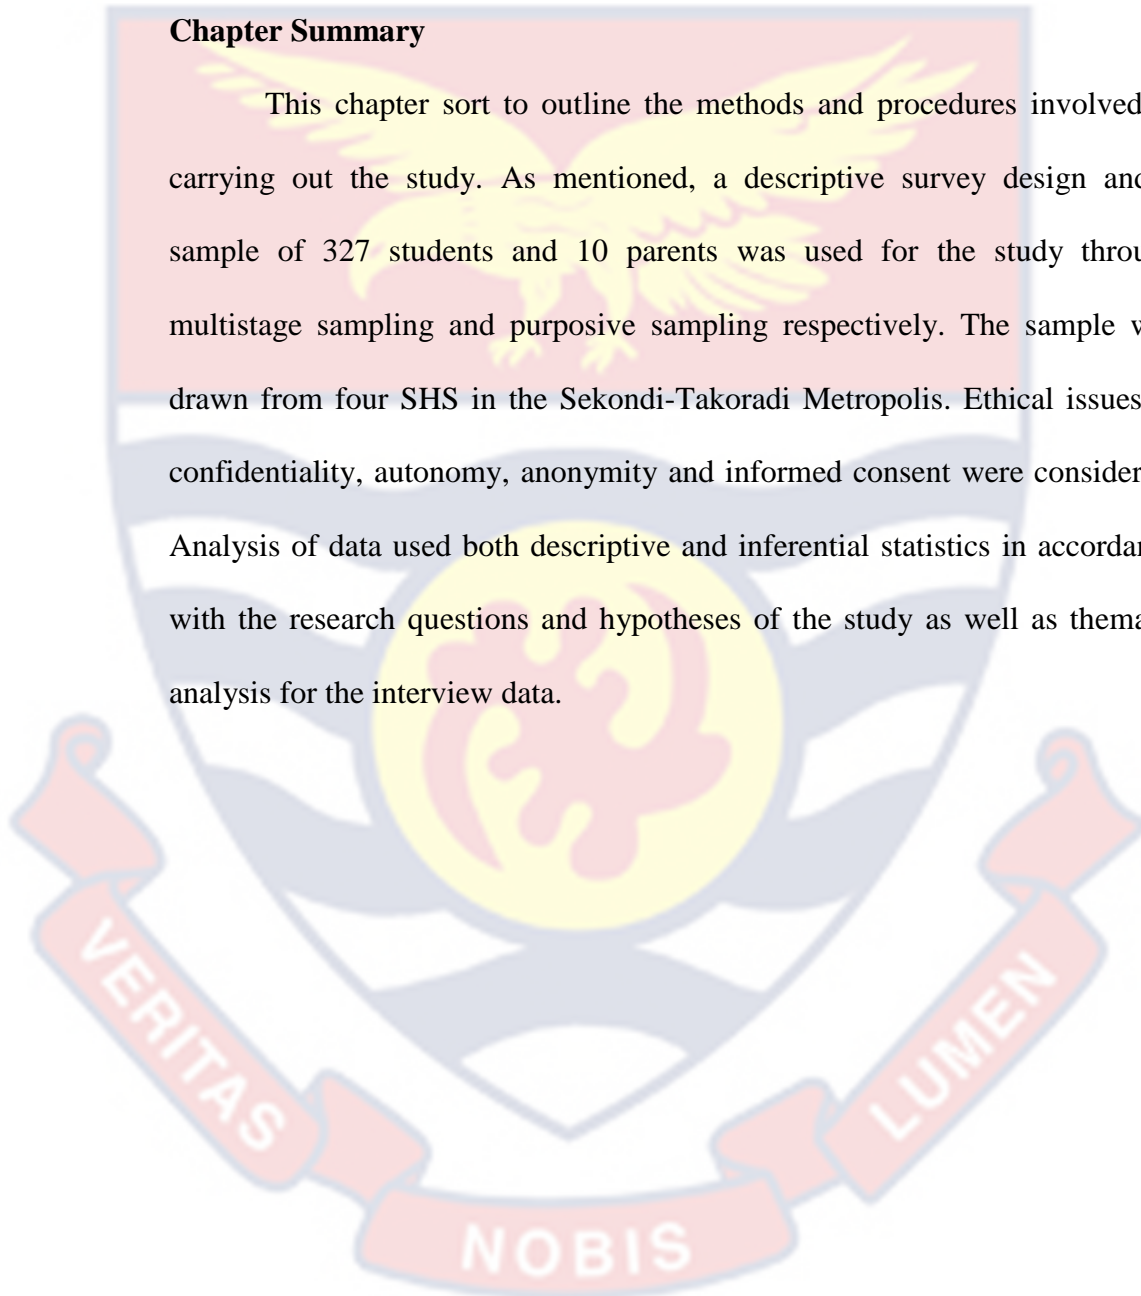 Chapter Summary
This chapter sort to outline the methods and procedures involved
carrying out the study. As mentioned, a descriptive survey design and
sample of 327 students and 10 parents was used for the study throu
multistage sampling and purposive sampling respectively. The sample w
drawn from four SHS in the Sekondi-Takoradi Metropolis. Ethical issues
confidentiality, autonomy, anonymity and informed consent were consider
Analysis of data used both descriptive and inferential statistics in accordan
with the research questions and hypotheses of the study as well as thema
analysis for the interview data.
VERITAS
NOBIS
LUMEN